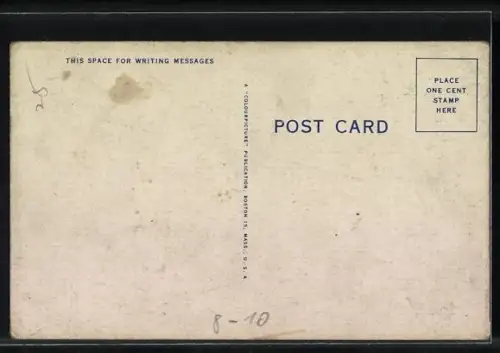 THIS SPACE FOR WRITING MESSAGES
25
A "COLOURPICTURE" PUBLICATION, BOSTON 15, MASS., U.S.A.
POST CARD
PLACE
ONE CENT
STAMP
HERE
8-10